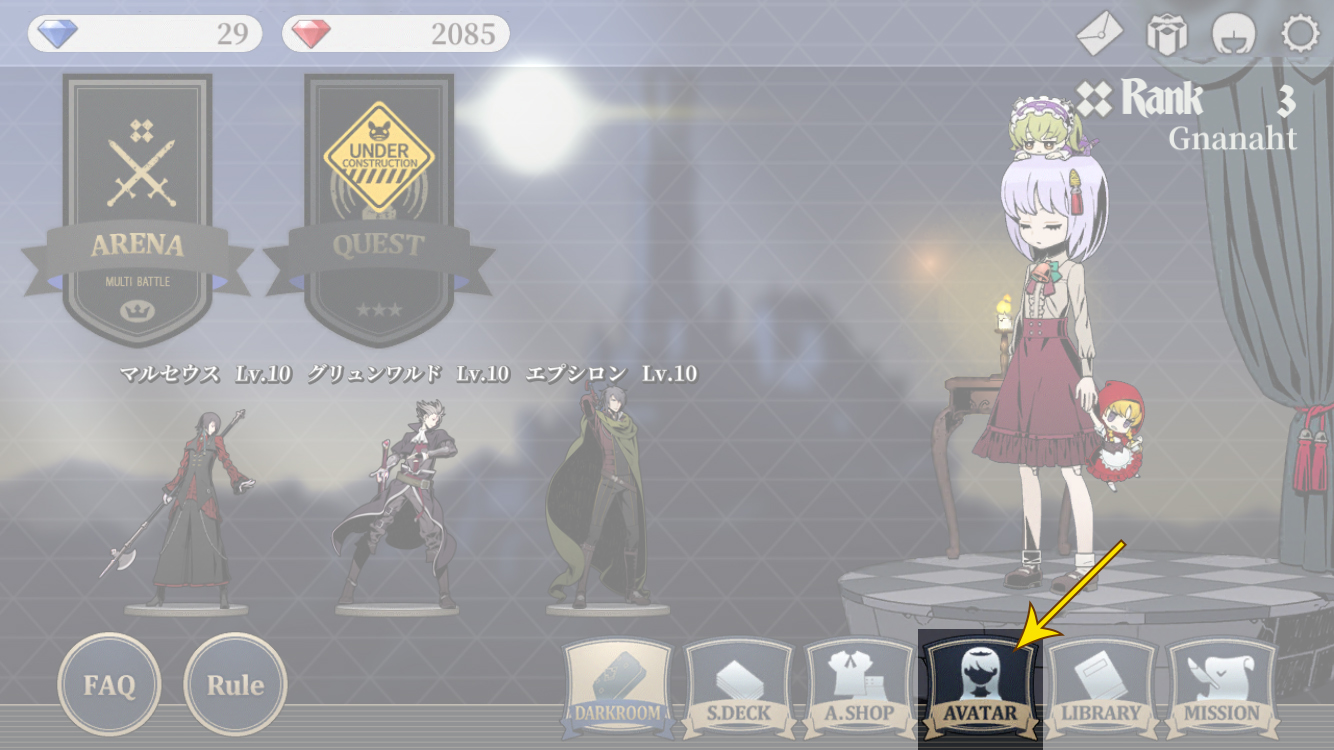 29
2085
Rank 3
Gnanaht
UNDER
CONSTRUCTION
ARENA
QUEST
MULTI BATTLE
マルセウス Lv.10 グリュンワルド Lv.10 エプシロン Lv.10
FAQ
Rule
DARKROOM
S.DECK
A.SHOP
AVATAR
LIBRARY
MISSION